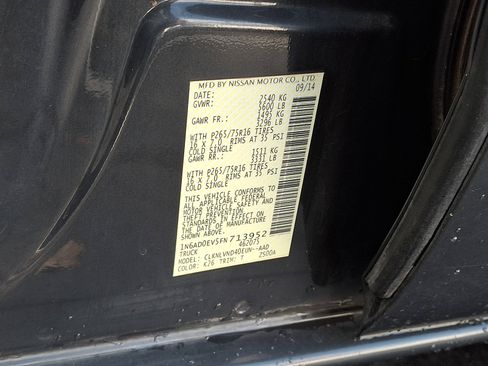 MFD BY NISSAN MOTOR CO., LTD.
DATE: 09/14
GVWR: 2540 KG
5600 LB
GAWR FR.: 1495 KG
3296 LB
WITH P265/75R16 TIRES
16 X 7.0 RIMS AT 35 PSI
COLD SINGLE
GAWR RR.: 1511 KG
3331 LB
WITH P265/75R16 TIRES
16 X 7.0 RIMS AT 35 PSI
COLD SINGLE
THIS VEHICLE CONFORMS TO
ALL APPLICABLE FEDERAL
MOTOR VEHICLE SAFETY
STANDARDS IN EFFECT ON
THE DATE OF MANUFACTURE
SHOWN ABOVE.
1N6AD0EV5FN713952
TRUCK 462075
MODEL: CLKNLVND4DEUN--AAD
COLOR: K26 TRIM: T 2500A